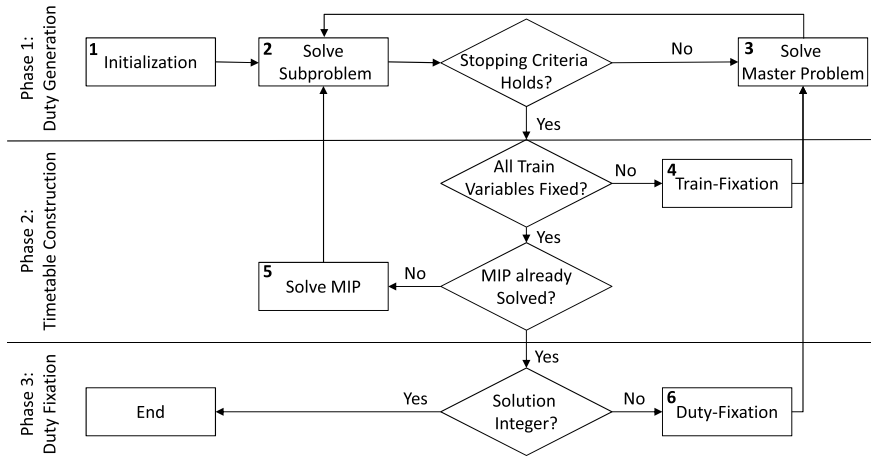 Phase 1:
Duty Generation
1
Initialization
2
Solve
Subproblem
Stopping Criteria
Holds?
No
3
Solve
Master Problem
Yes
Phase 2:
Timetable Construction
All Train
Variables Fixed?
No
4
Train-Fixation
Yes
5
Solve MIP
No
MIP already
Solved?
Yes
Phase 3:
Duty Fixation
End
Yes
Solution
Integer?
No
6
Duty-Fixation